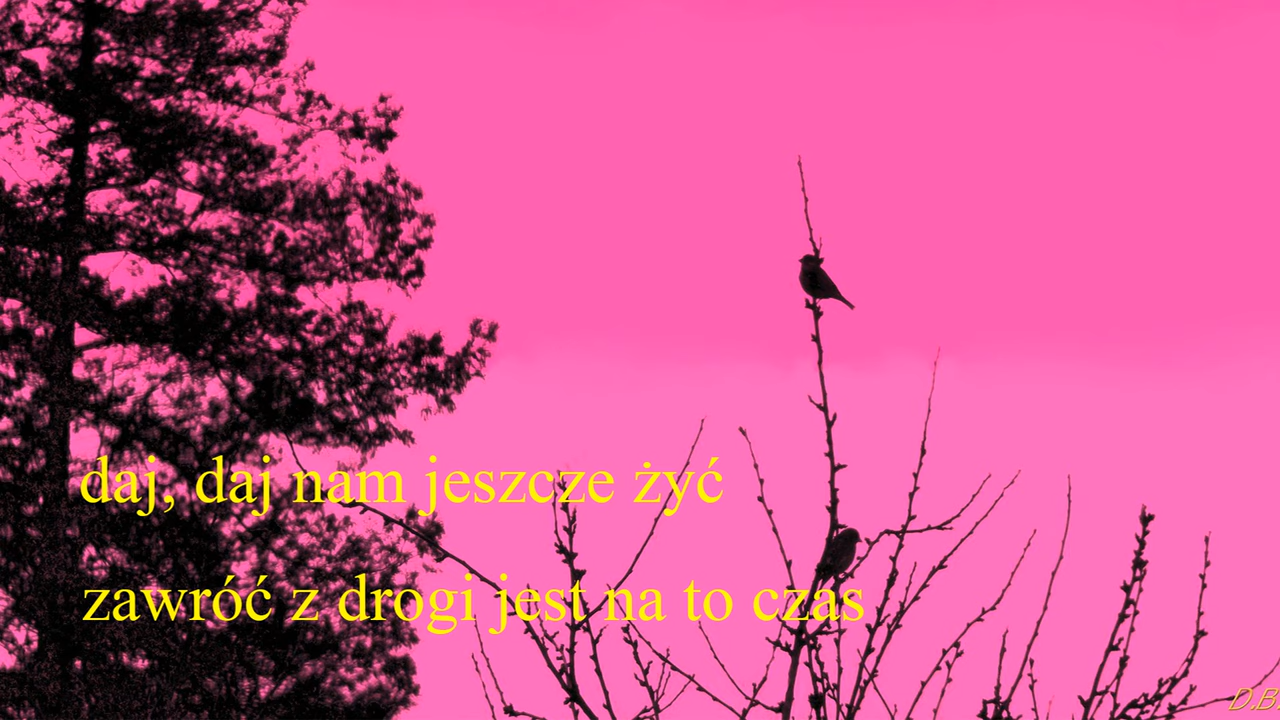 daj, daj nam jeszcze żyć
zawróć z drogi jest na to czas
D.B.